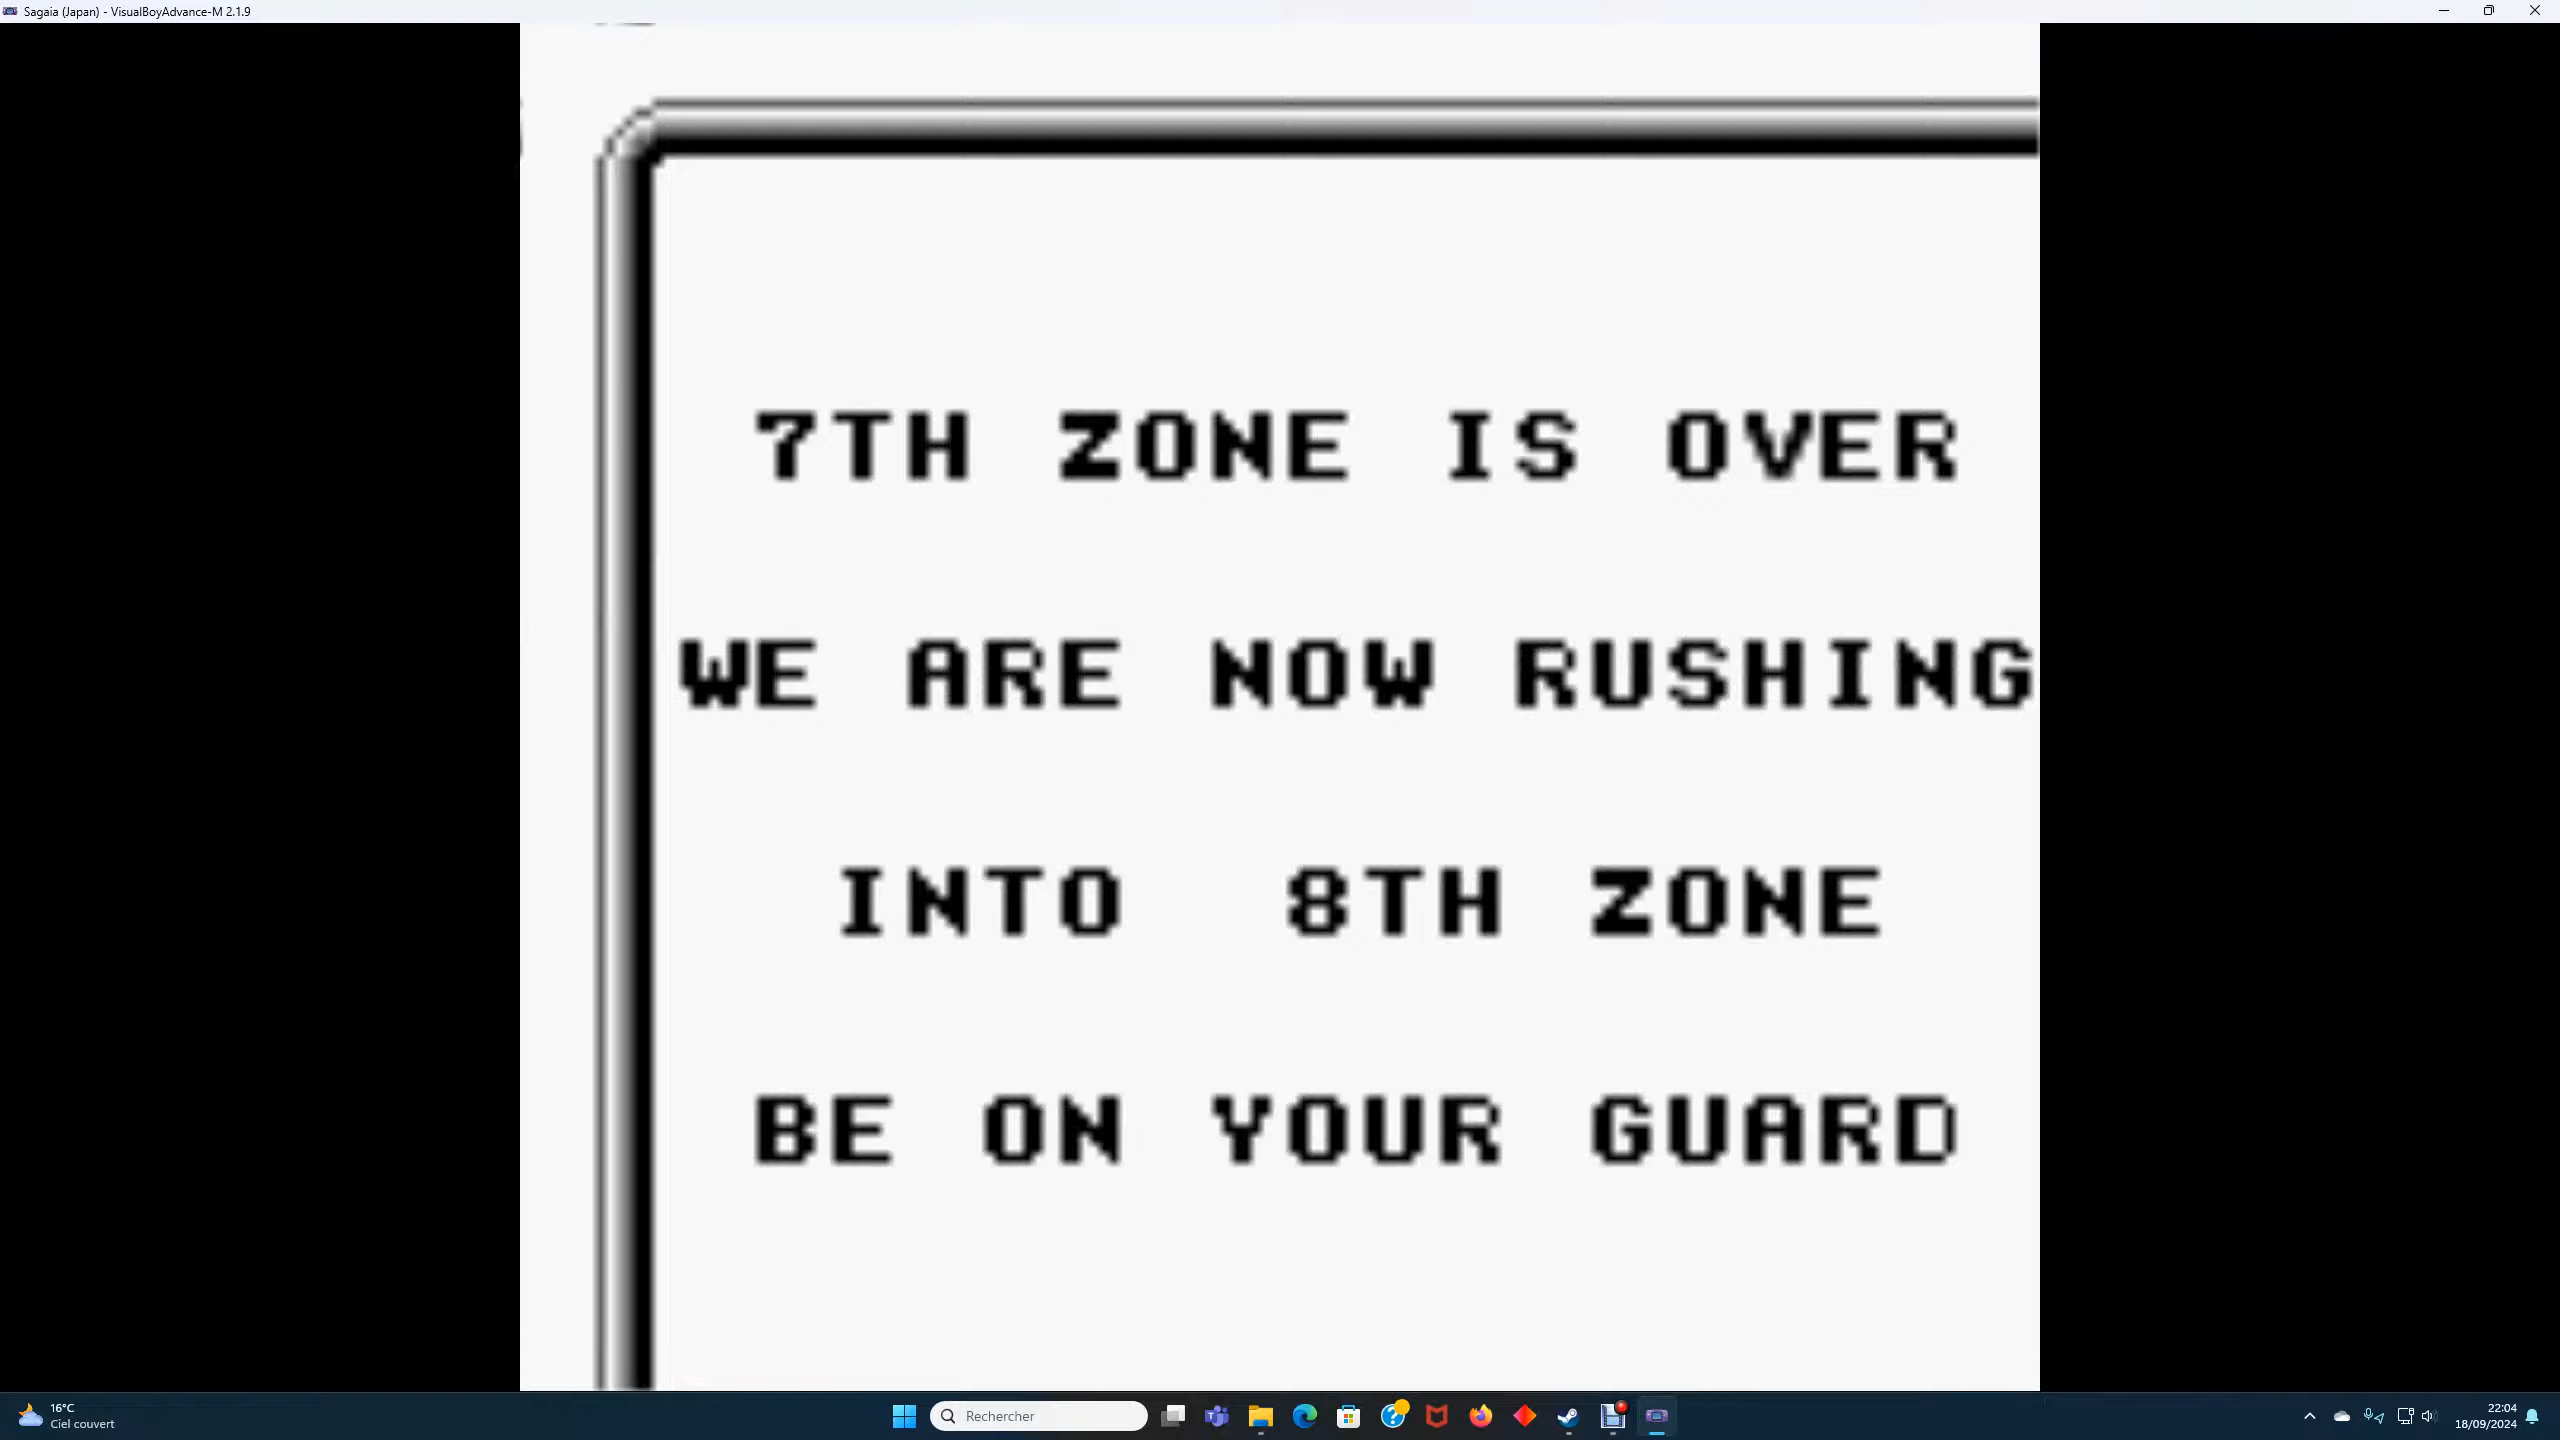 Sagaia (Japan) - VisualBoyAdvance-M 2.1.9
7TH ZONE IS OVER
WE ARE NOW RUSHING
INTO 8TH ZONE
BE ON YOUR GUARD
16°C
Ciel couvert
Rechercher
22:04
18/09/2024